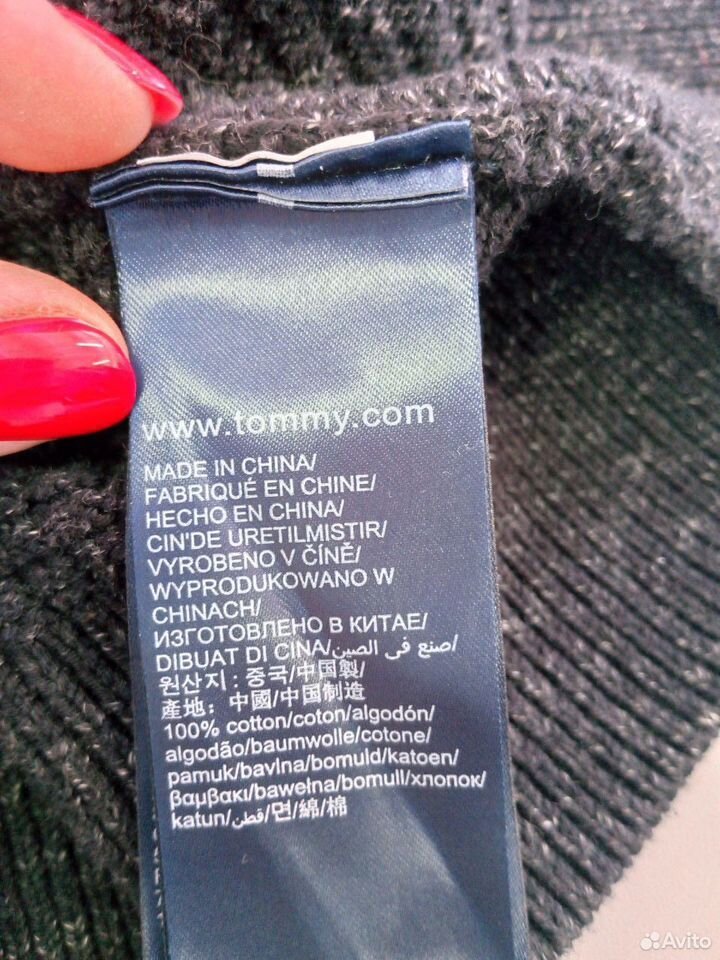 www.tommy.com
MADE IN CHINA/
FABRIQUÉ EN CHINE/
HECHO EN CHINA/
CIN'DE URETILMISTIR/
VYROBENO V ČÍNĚ/
WYPRODUKOWANO W
CHINACH/
ИЗГОТОВЛЕНО В КИТАЕ/
DIBUAT DI CINA/صنع في الصين/
원산지 : 중국/中国製/
產地：中國/中国制造
100% cotton/coton/algodón/
algodão/baumwolle/cotone/
pamuk/bavlna/bomuld/katoen/
βαμβακι/bawełna/bomull/хлопок/
katun/قطن/면/綿/棉
Avito